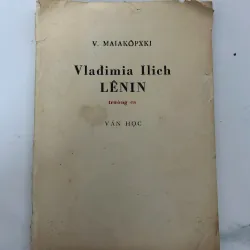 V. MAIAKÔPXKI
Vlađimia Ilich
LÊNIN
trường ca
VĂN HỌC